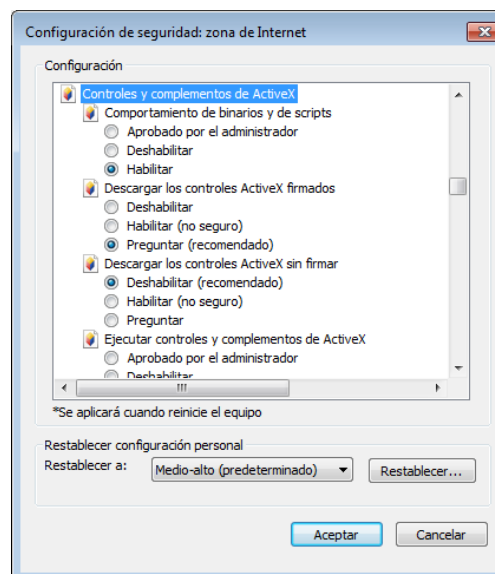 Configuración de seguridad: zona de Internet
Configuración
Controles y complementos de ActiveX
Comportamiento de binarios y de scripts
Aprobado por el administrador
Deshabilitar
Habilitar
Descargar los controles ActiveX firmados
Deshabilitar
Habilitar (no seguro)
Preguntar (recomendado)
Descargar los controles ActiveX sin firmar
Deshabilitar (recomendado)
Habilitar (no seguro)
Preguntar
Ejecutar controles y complementos de ActiveX
Aprobado por el administrador
Deshabilitar
*Se aplicará cuando reinicie el equipo
Restablecer configuración personal
Restablecer a: Medio-alto (predeterminado) Restablecer...
Aceptar Cancelar